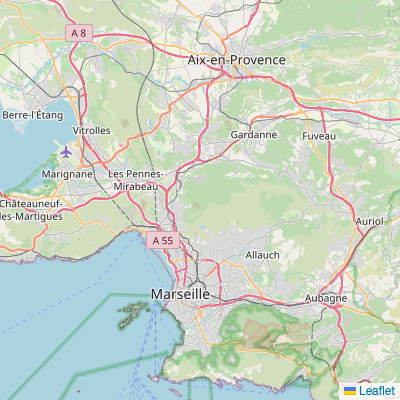 A 8
Aix-en-Provence
Berre-l'Étang
Vitrolles
Gardanne
Fuveau
Les Pennes-
Mirabeau
Marignane
Châteauneuf-
les-Martigues
Auriol
A 55
Allauch
Marseille
Aubagne
Leaflet